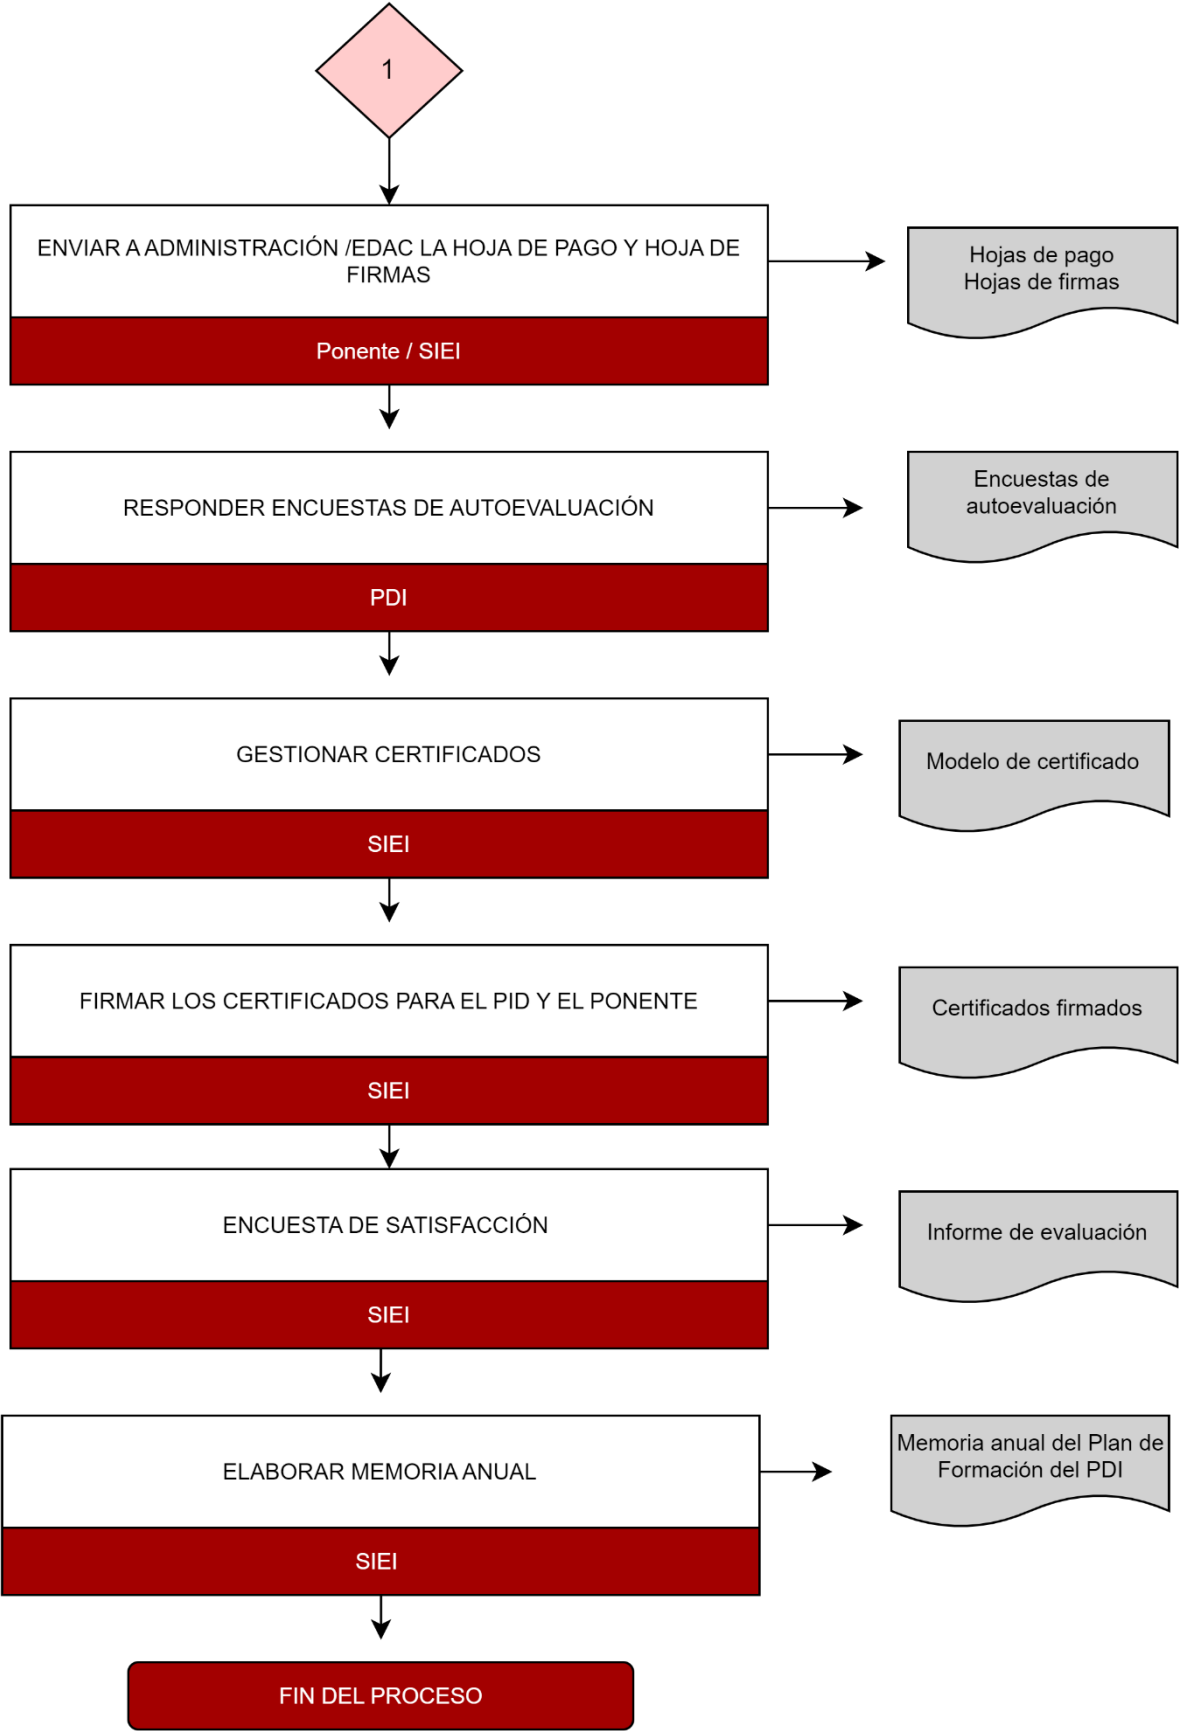 1
ENVIAR A ADMINISTRACIÓN /EDAC LA HOJA DE PAGO Y HOJA DE
FIRMAS
Ponente / SIEI
Hojas de pago
Hojas de firmas
RESPONDER ENCUESTAS DE AUTOEVALUACIÓN
PDI
Encuestas de
autoevaluación
GESTIONAR CERTIFICADOS
SIEI
Modelo de certificado
FIRMAR LOS CERTIFICADOS PARA EL PID Y EL PONENTE
SIEI
Certificados firmados
ENCUESTA DE SATISFACCIÓN
SIEI
Informe de evaluación
ELABORAR MEMORIA ANUAL
SIEI
Memoria anual del Plan de
Formación del PDI
FIN DEL PROCESO